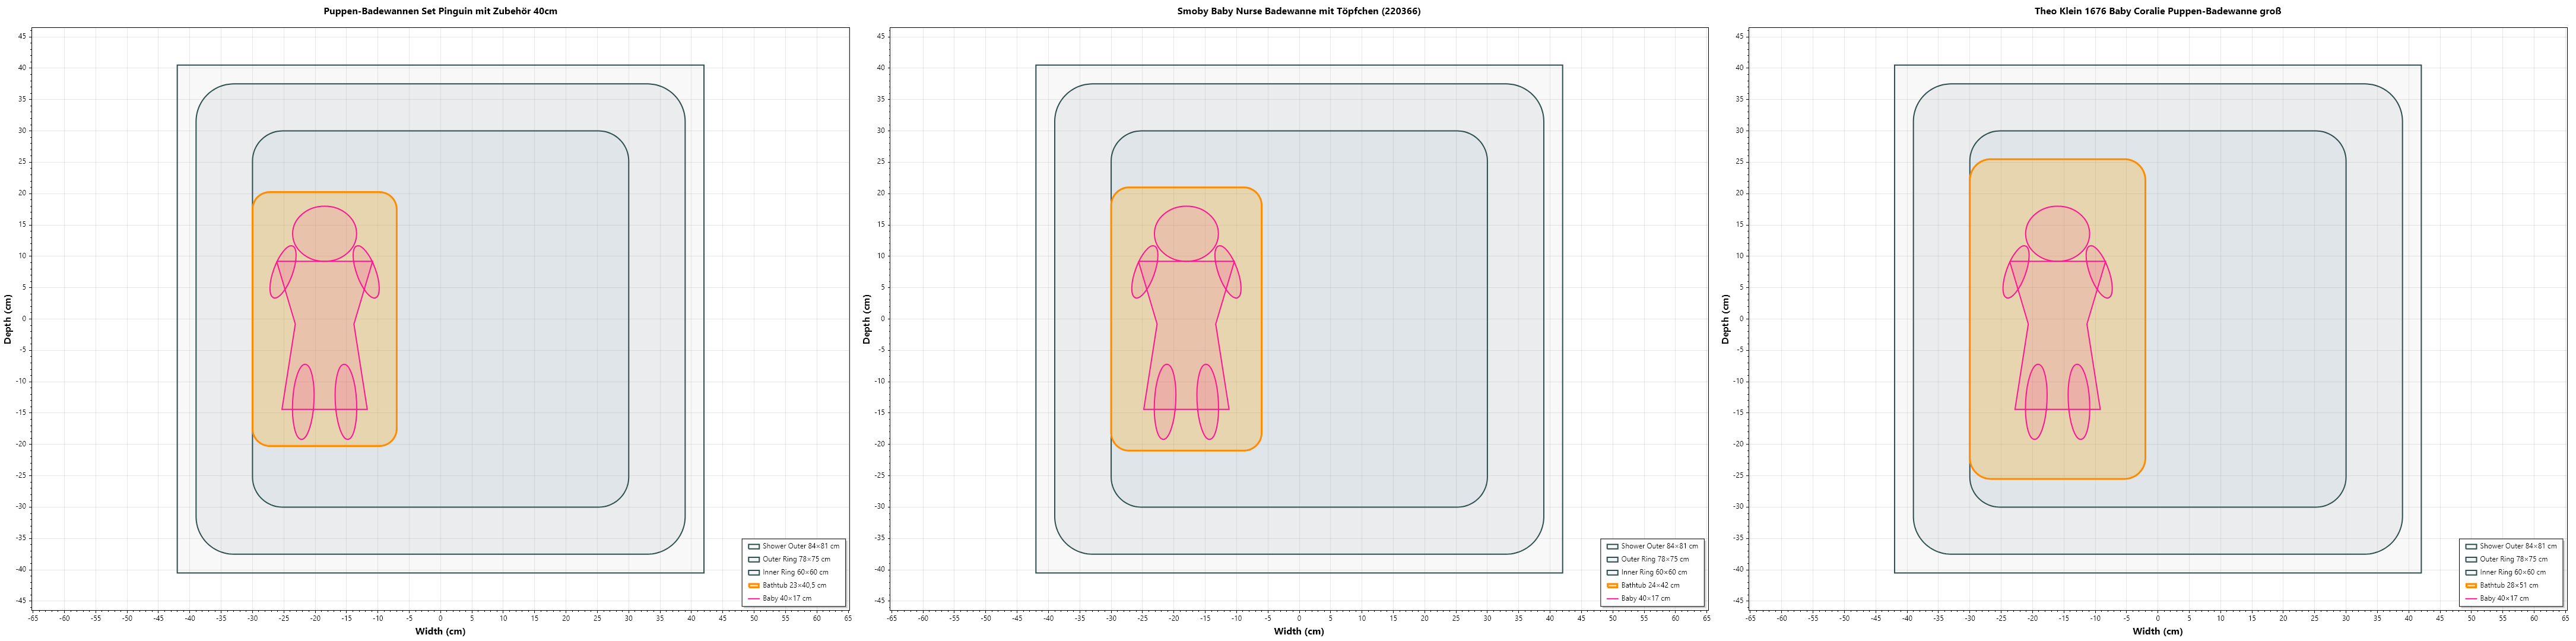 Puppen-Badewannen Set Pinguin mit Zubehör 40cm
Depth (cm)
45
40
35
30
25
20
15
10
5
0
-5
-10
-15
-20
-25
-30
-35
-40
-45
Shower Outer 84×81 cm
Outer Ring 78×75 cm
Inner Ring 60×60 cm
Bathtub 23×40,5 cm
Baby 40×17 cm
-65 -60 -55 -50 -45 -40 -35 -30 -25 -20 -15 -10 -5 0 5 10 15 20 25 30 35 40 45 50 55 60 65
Width (cm)
Smoby Baby Nurse Badewanne mit Töpfchen (220366)
Depth (cm)
45
40
35
30
25
20
15
10
5
0
-5
-10
-15
-20
-25
-30
-35
-40
-45
Shower Outer 84×81 cm
Outer Ring 78×75 cm
Inner Ring 60×60 cm
Bathtub 24×42 cm
Baby 40×17 cm
-65 -60 -55 -50 -45 -40 -35 -30 -25 -20 -15 -10 -5 0 5 10 15 20 25 30 35 40 45 50 55 60 65
Width (cm)
Theo Klein 1676 Baby Coralie Puppen-Badewanne groß
Depth (cm)
45
40
35
30
25
20
15
10
5
0
-5
-10
-15
-20
-25
-30
-35
-40
-45
Shower Outer 84×81 cm
Outer Ring 78×75 cm
Inner Ring 60×60 cm
Bathtub 28×51 cm
Baby 40×17 cm
-65 -60 -55 -50 -45 -40 -35 -30 -25 -20 -15 -10 -5 0 5 10 15 20 25 30 35 40 45 50 55 60 65
Width (cm)